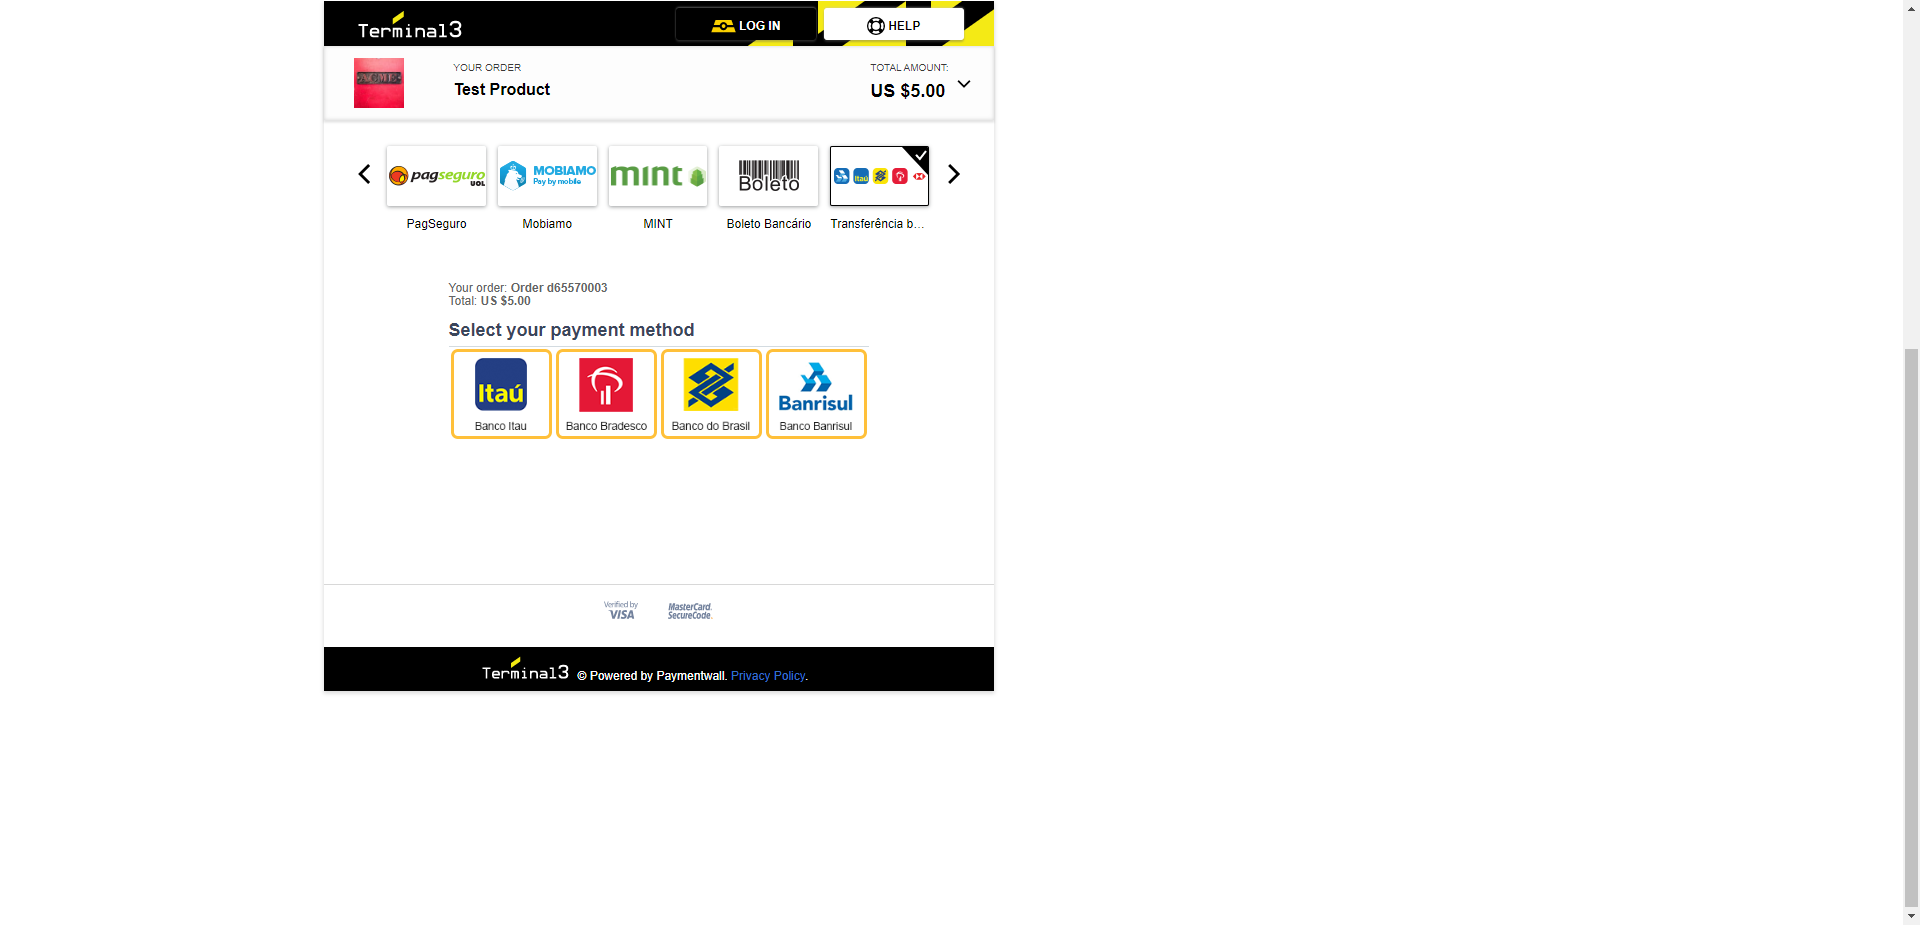 Terminal3
LOG IN
HELP
ACME
YOUR ORDER
Test Product
TOTAL AMOUNT:
US $5.00
pagseguro
UOL
MOBIAMO
Pay by mobile
mint
Boleto
Itaú
PagSeguro
Mobiamo
MINT
Boleto Bancário
Transferência b...
Your order: Order d65570003
Total: US $5.00
Select your payment method
Itaú
Banrisul
Banco Itau
Banco Bradesco
Banco do Brasil
Banco Banrisul
Verified by
VISA
MasterCard.
SecureCode.
Terminal3 © Powered by Paymentwall. Privacy Policy.